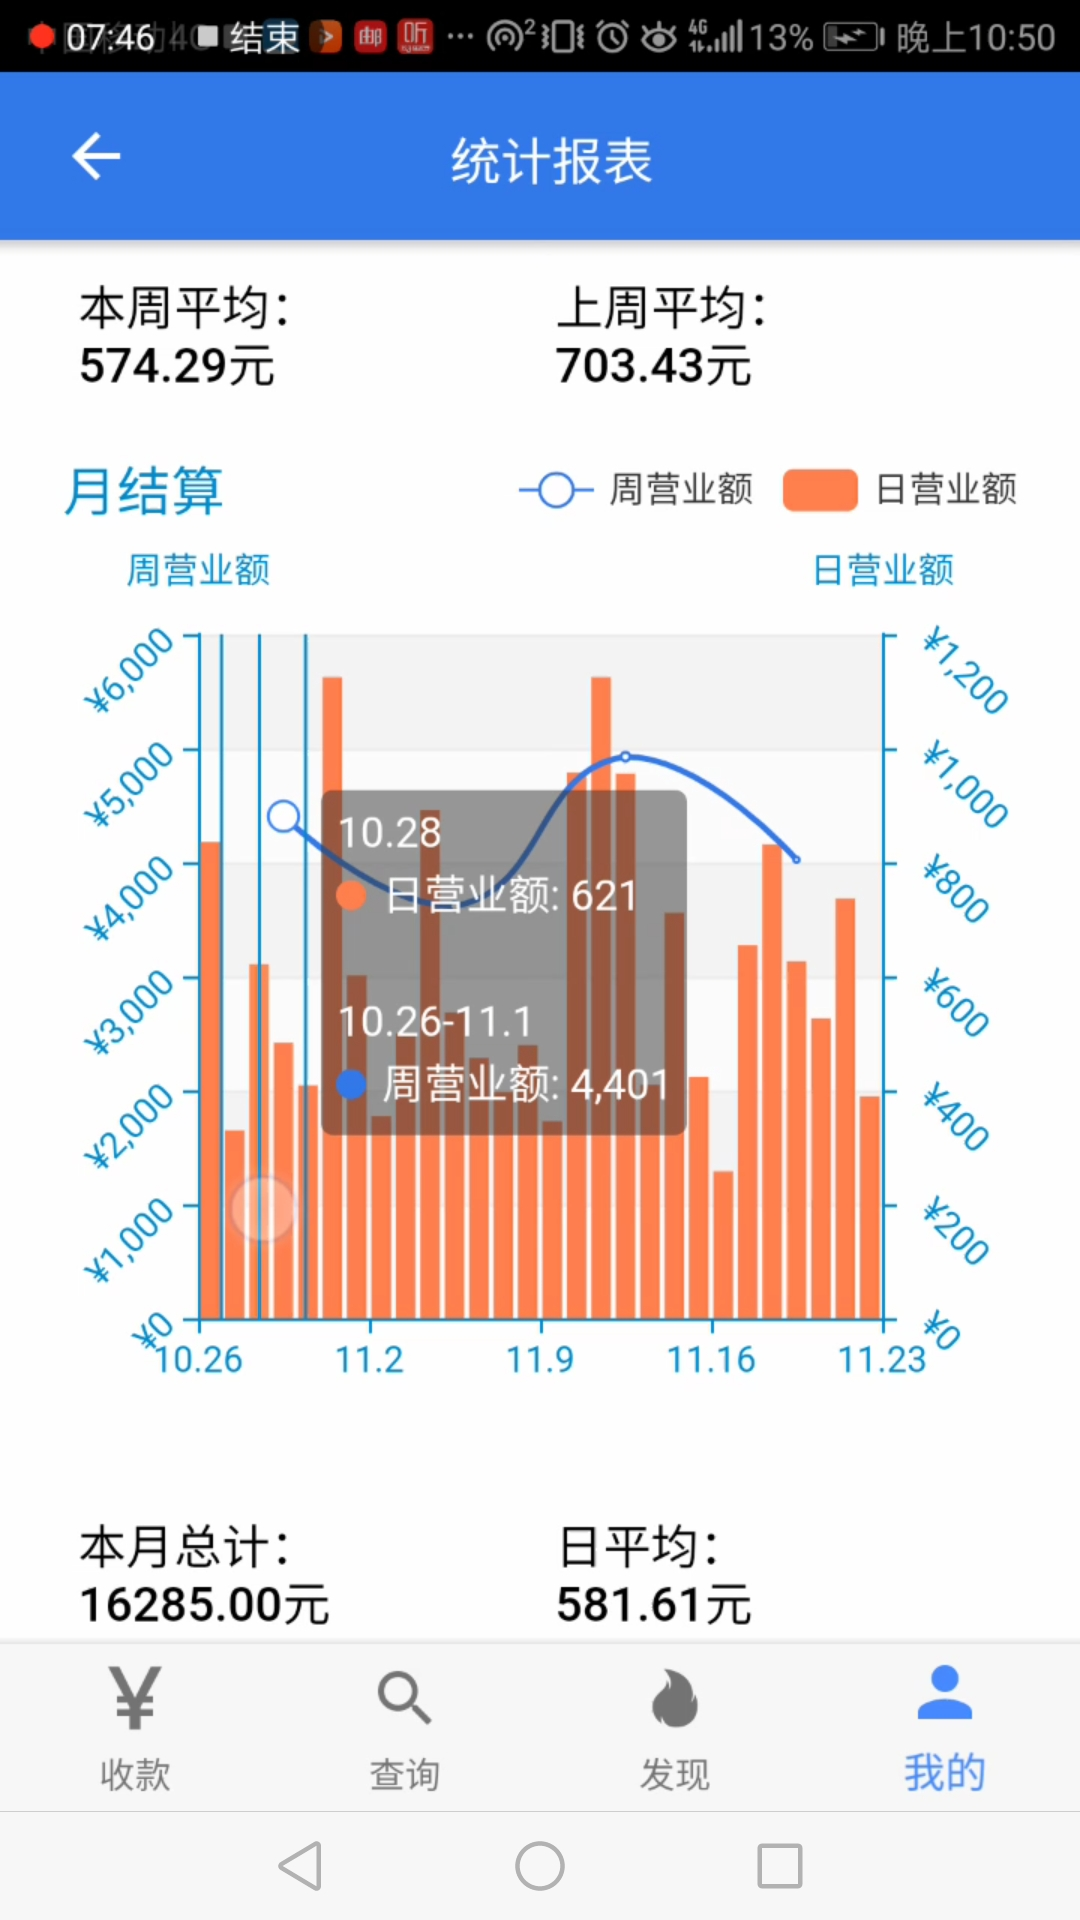 07:46 结束 邮 听 ... 2 4G 13% 晚上10:50
统计报表
本周平均：
574.29元
上周平均：
703.43元
月结算
周营业额
日营业额
周营业额
日营业额
¥6,000
¥5,000
¥4,000
¥3,000
¥2,000
¥1,000
¥0
¥1,200
¥1,000
¥800
¥600
¥400
¥200
¥0
10.28
日营业额: 621
10.26-11.1
周营业额: 4,401
10.26 11.2 11.9 11.16 11.23
本月总计：
16285.00元
日平均：
581.61元
¥
收款 查询 发现 我的